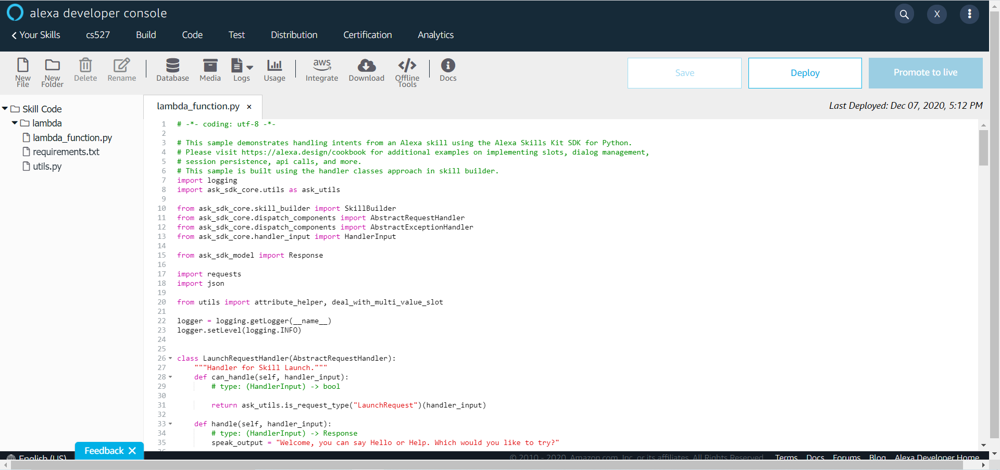 alexa developer console
X
Your Skills cs527 Build Code Test Distribution Certification Analytics
New File New Folder Delete Rename Database Media Logs Usage aws Integrate Download Offline Tools Docs Save Deploy Promote to live
Last Deployed: Dec 07, 2020, 5:12 PM
Skill Code
lambda
lambda_function.py
requirements.txt
utils.py
lambda_function.py ×
1 # -*- coding: utf-8 -*-
2
3 # This sample demonstrates handling intents from an Alexa skill using the Alexa Skills Kit SDK for Python.
4 # Please visit https://alexa.design/cookbook for additional examples on implementing slots, dialog management,
5 # session persistence, api calls, and more.
6 # This sample is built using the handler classes approach in skill builder.
7 import logging
8 import ask_sdk_core.utils as ask_utils
9
10 from ask_sdk_core.skill_builder import SkillBuilder
11 from ask_sdk_core.dispatch_components import AbstractRequestHandler
12 from ask_sdk_core.dispatch_components import AbstractExceptionHandler
13 from ask_sdk_core.handler_input import HandlerInput
14
15 from ask_sdk_model import Response
16
17 import requests
18 import json
19
20 from utils import attribute_helper, deal_with_multi_value_slot
21
22 logger = logging.getLogger(__name__)
23 logger.setLevel(logging.INFO)
24
25
26 class LaunchRequestHandler(AbstractRequestHandler):
27 """Handler for Skill Launch."""
28 def can_handle(self, handler_input):
29 # type: (HandlerInput) -> bool
30
31 return ask_utils.is_request_type("LaunchRequest")(handler_input)
32
33 def handle(self, handler_input):
34 # type: (HandlerInput) -> Response
35 speak_output = "Welcome, you can say Hello or Help. Which would you like to try?"
36
Feedback ✕
English (US) © 2010 - 2020, Amazon.com, Inc. or its affiliates. All Rights Reserved. Terms Docs Forums Blog Alexa Developer Home